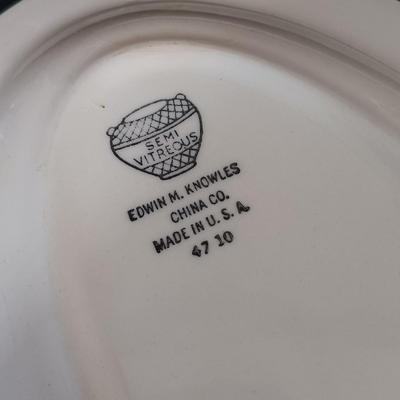 SEMI
VITREOUS
EDWIN M. KNOWLES
CHINA CO.
MADE IN U. S. A.
47 10